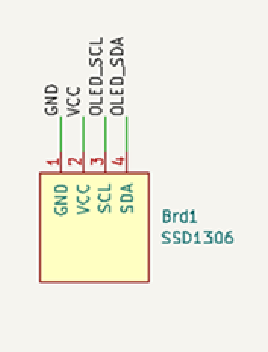 GND
VCC
OLED_SCL
OLED_SDA
1
2
3
4
GND
VCC
SCL
SDA
Brd1
SSD1306